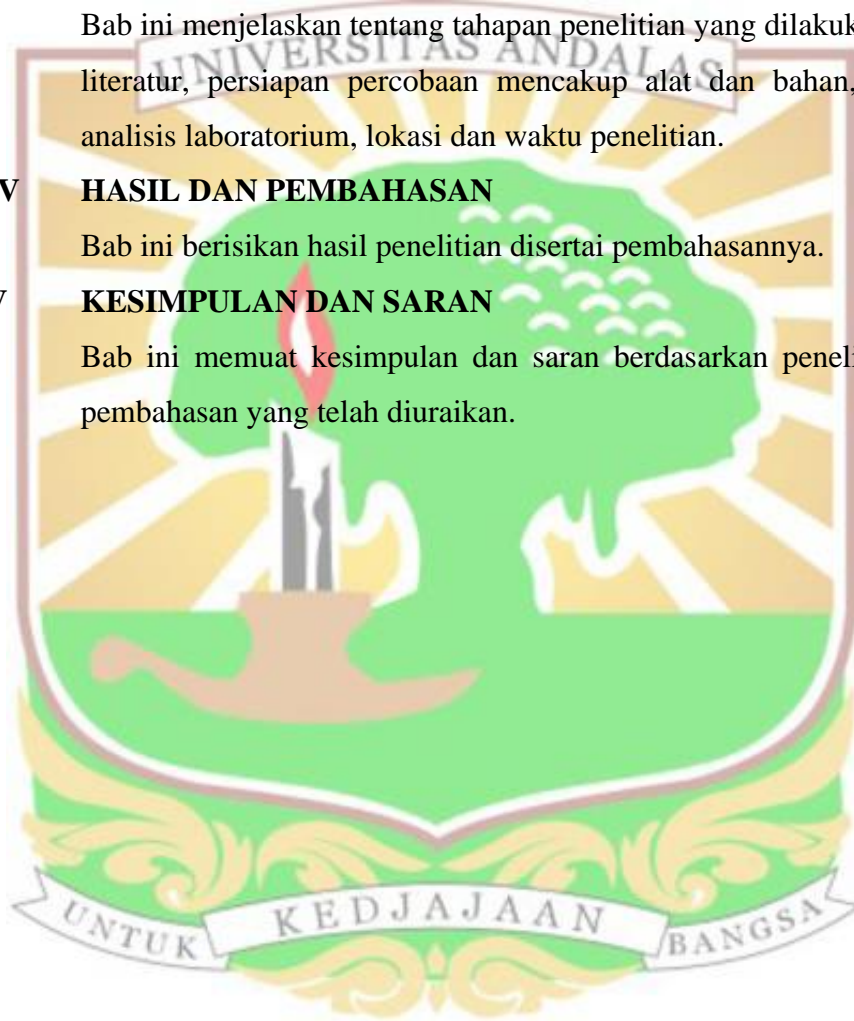 Bab ini menjelaskan tentang tahapan penelitian yang
UNIVERSITAS ANDALAS
literatur, persiapan percobaan mencakup alat dan bahan,
analisis laboratorium, lokasi dan waktu penelitian.
V HASIL DAN PEMBAHASAN
Bab ini berisikan hasil penelitian disertai pembahasannya.
KESIMPULAN DAN SARAN
Bab ini memuat kesimpulan dan saran berdasarkan
pembahasan yang telah diuraikan.
UNTUK KEDJAJAAN BANGSA